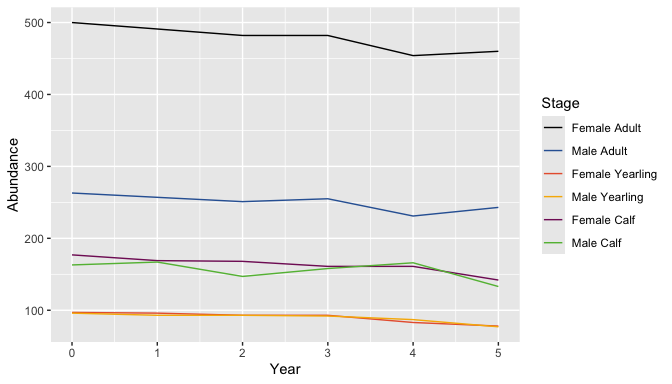 500
400
300
200
100
Abundance
0 1 2 3 4 5
Year
Stage
Female Adult
Male Adult
Female Yearling
Male Yearling
Female Calf
Male Calf